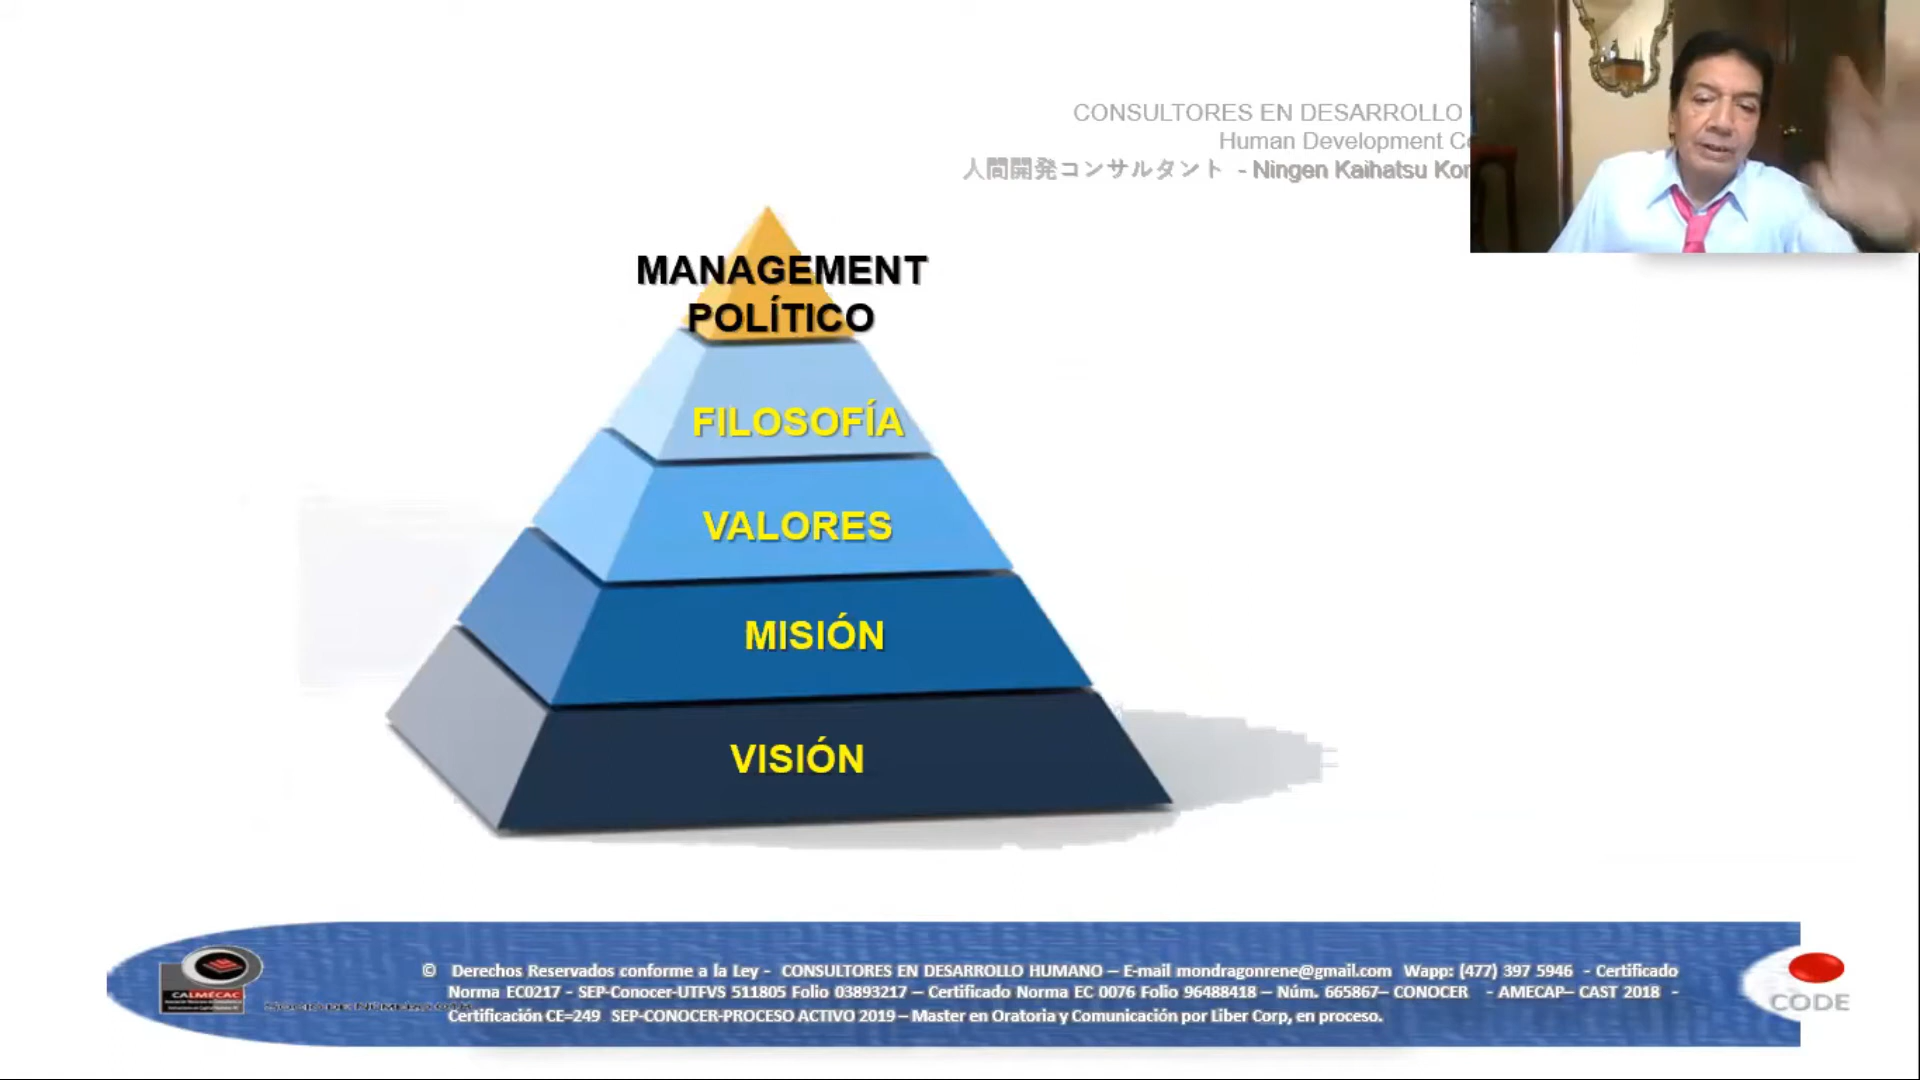 CONSULTORES EN DESARROLLO
Human Development
人間開発コンサルタント - Ningen Kaihatsu
MANAGEMENT
POLÍTICO
FILOSOFÍA
VALORES
MISIÓN
VISIÓN
© Derechos Reservados conforme a la Ley - CONSULTORES EN DESARROLLO HUMANO – E-mail mondragonrene@gmail.com Wapp: (477) 397 5946 - Certificado
Norma EC0217 - SEP-Conocer-UTFVS 511805 Folio 03893217 – Certificado Norma EC 0076 Folio 96488418 – Núm. 665867– CONOCER - AMECAP– CAST 2018 -
Certificación CE=249 SEP-CONOCER-PROCESO ACTIVO 2019 – Master en Oratoria y Comunicación por Liber Corp, en proceso.
CALMÉCAC
CODE